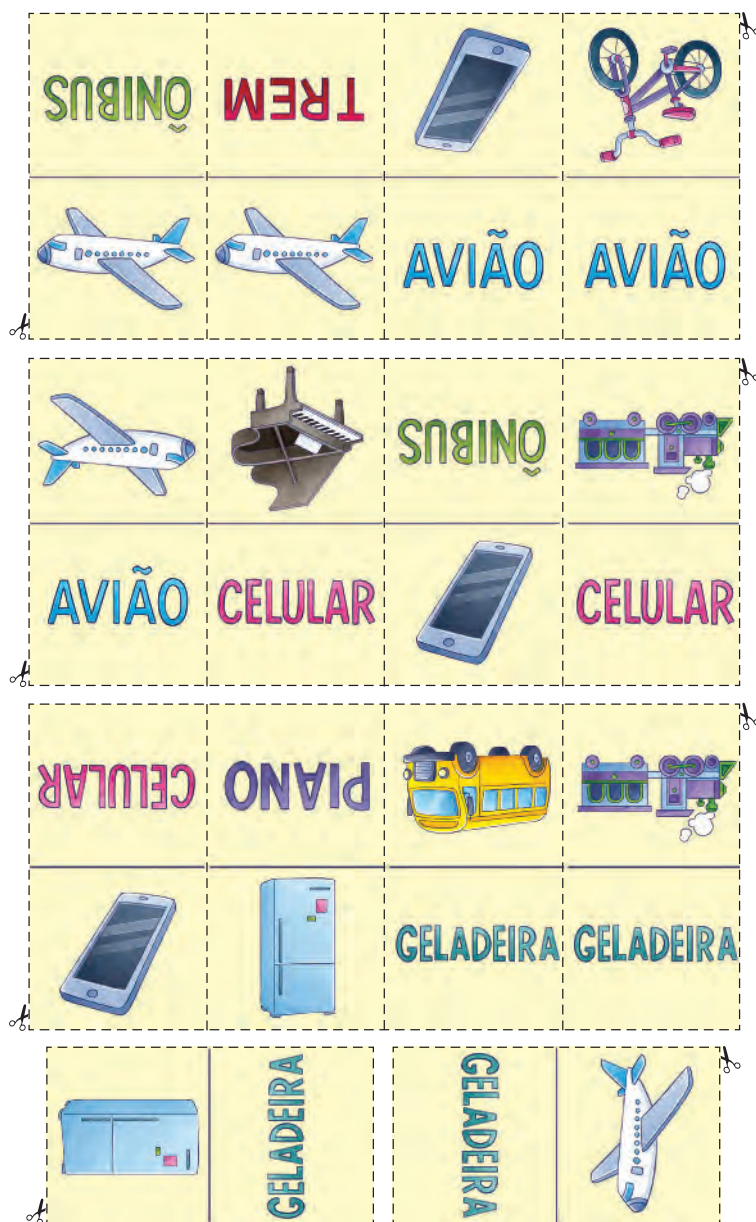 ÔNIBUS TREM
AVIÃO AVIÃO
ÔNIBUS
AVIÃO CELULAR CELULAR
CELULAR PIANO
GELADEIRA GELADEIRA
GELADEIRA GELADEIRA